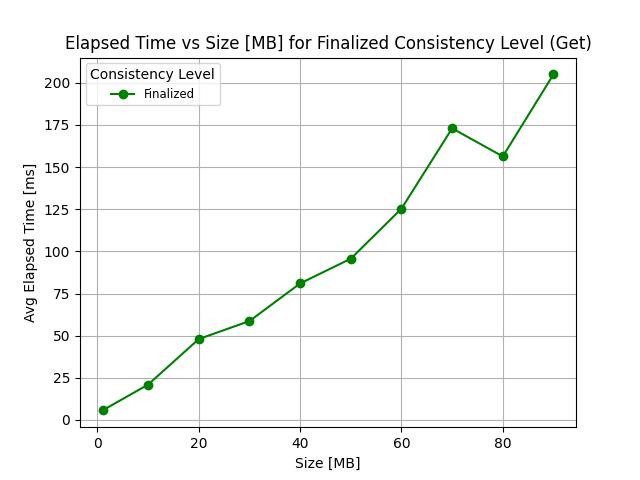 Elapsed Time vs Size [MB] for Finalized Consistency Level (Get)
Consistency Level
Finalized
200
175
150
125
100
75
50
25
0
Avg Elapsed Time [ms]
0 20 40 60 80
Size [MB]